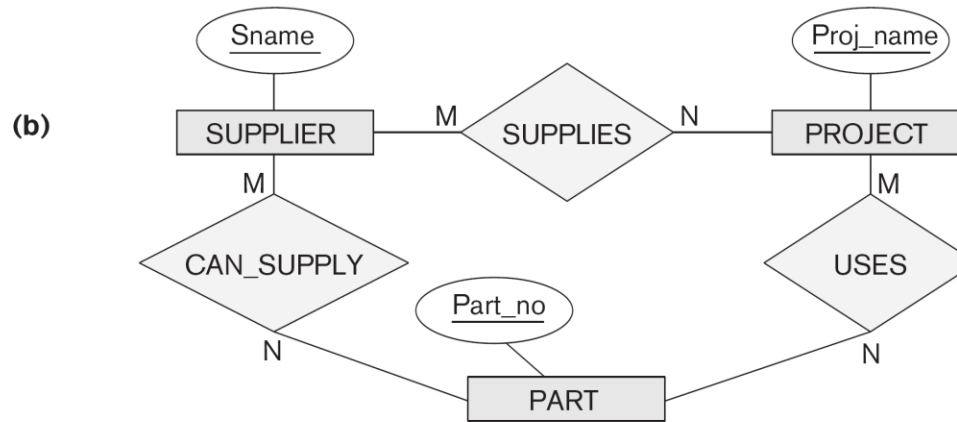 Sname
Proj_name
(b)
M
N
SUPPLIER
SUPPLIES
PROJECT
M
M
CAN_SUPPLY
USES
Part_no
N
N
PART